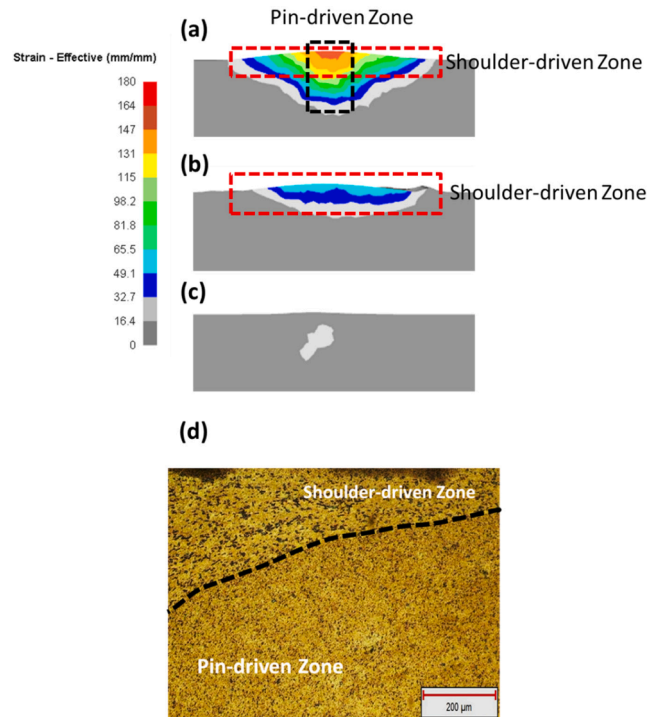 Pin-driven Zone
(a)
Strain - Effective (mm/mm)
Shoulder-driven Zone
180
164
147
131
115
98.2
81.8
65.5
49.1
32.7
16.4
0
(b)
Shoulder-driven Zone
(c)
(d)
Shoulder-driven Zone
Pin-driven Zone
200 µm